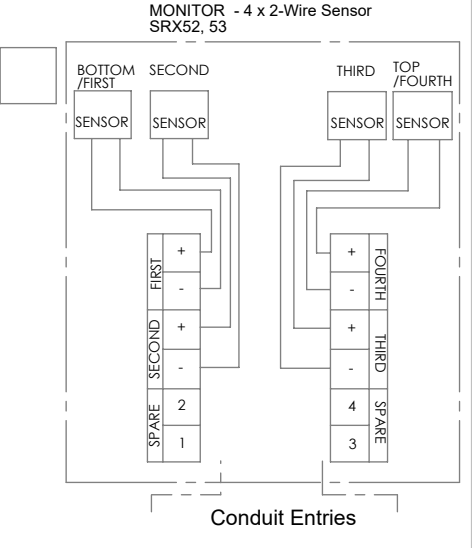 MONITOR - 4 x 2-Wire Sensor
SRX52, 53
BOTTOM
/FIRST
SECOND
THIRD
TOP
/FOURTH
SENSOR
SENSOR
SENSOR
SENSOR
FIRST
+
-
SECOND
+
-
SPARE
2
1
+
-
FOURTH
+
-
THIRD
4
3
SPARE
Conduit Entries